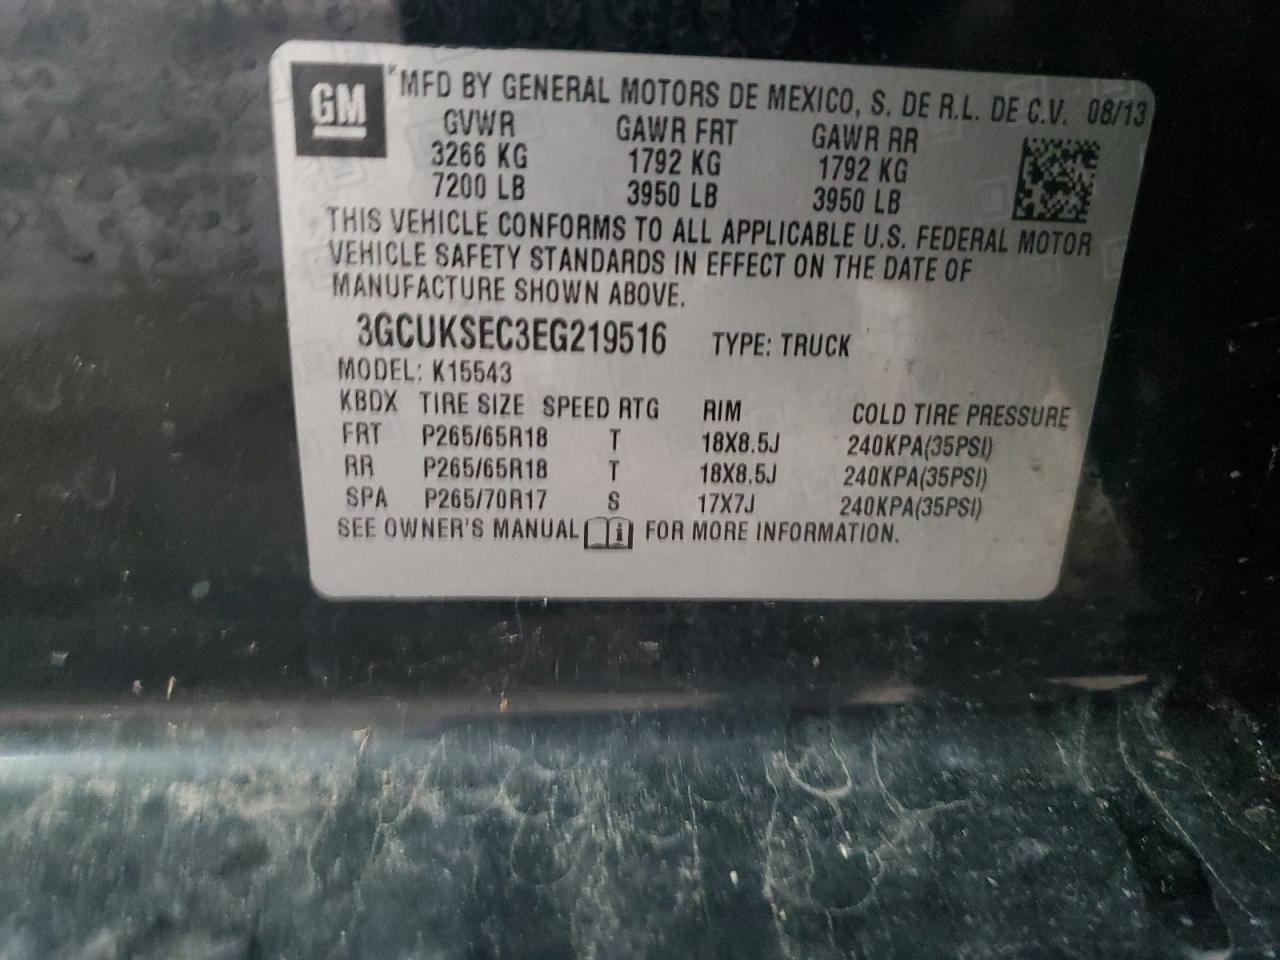 GM
®MFD BY GENERAL MOTORS DE MEXICO, S. DE R.L. DE C.V. 08/13
GVWR GAWR FRT GAWR RR
3266 KG 1792 KG 1792 KG
7200 LB 3950 LB 3950 LB
THIS VEHICLE CONFORMS TO ALL APPLICABLE U.S. FEDERAL MOTOR
VEHICLE SAFETY STANDARDS IN EFFECT ON THE DATE OF
MANUFACTURE SHOWN ABOVE.
3GCUKSEC3EG219516 TYPE: TRUCK
MODEL: K15543
KBDX TIRE SIZE SPEED RTG RIM COLD TIRE PRESSURE
FRT P265/65R18 T 18X8.5J 240KPA(35PSI)
RR P265/65R18 T 18X8.5J 240KPA(35PSI)
SPA P265/70R17 S 17X7J 240KPA(35PSI)
SEE OWNER'S MANUAL i FOR MORE INFORMATION.